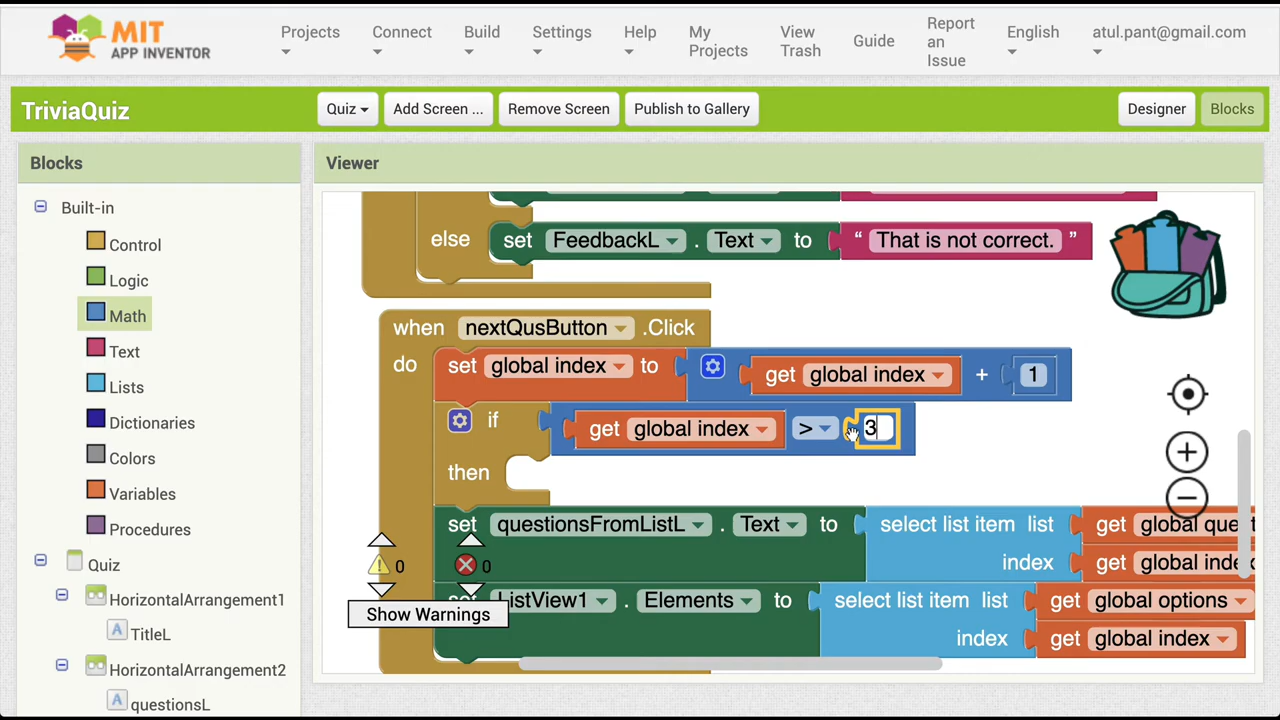 MIT
APP INVENTOR
Projects
Connect
Build
Settings
Help
My Projects
View Trash
Guide
Report an Issue
English
atul.pant@gmail.com
TriviaQuiz
Quiz
Add Screen ...
Remove Screen
Publish to Gallery
Designer
Blocks
Blocks
Viewer
Built-in
Control
Logic
Math
Text
Lists
Dictionaries
Colors
Variables
Procedures
Quiz
HorizontalArrangement1
TitleL
HorizontalArrangement2
questionsL
else set FeedbackL . Text to “ That is not correct. ”
when nextQusButton .Click
do set global index to get global index + 1
if get global index > 3
then
set questionsFromListL . Text to select list item list get global
index get global
0 0
ListView1 . Elements to select list item list get global options
Show Warnings
index get global index